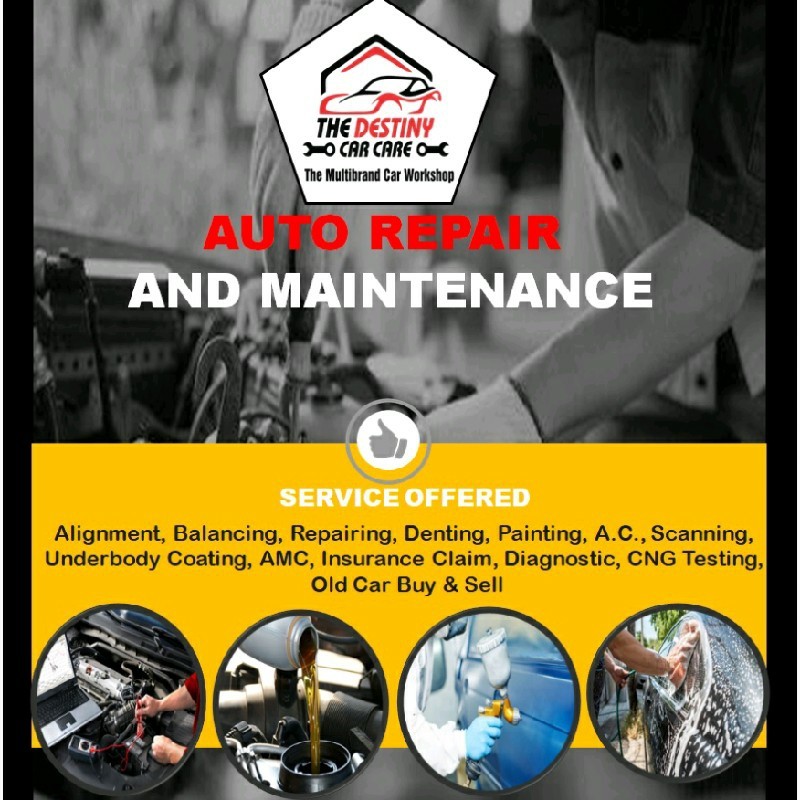 THE DESTINY
CAR CARE
The Multibrand Car Workshop
AUTO REPAIR
AND MAINTENANCE
SERVICE OFFERED
Alignment, Balancing, Repairing, Denting, Painting, A.C., Scanning,
Underbody Coating, AMC, Insurance Claim, Diagnostic, CNG Testing,
Old Car Buy & Sell